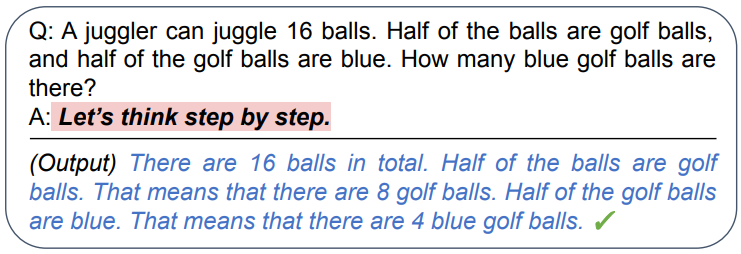 Q: A juggler can juggle 16 balls. Half of the balls are golf balls,
and half of the golf balls are blue. How many blue golf balls are
there?
A: Let’s think step by step.
(Output) There are 16 balls in total. Half of the balls are golf
balls. That means that there are 8 golf balls. Half of the golf balls
are blue. That means that there are 4 blue golf balls. ✓